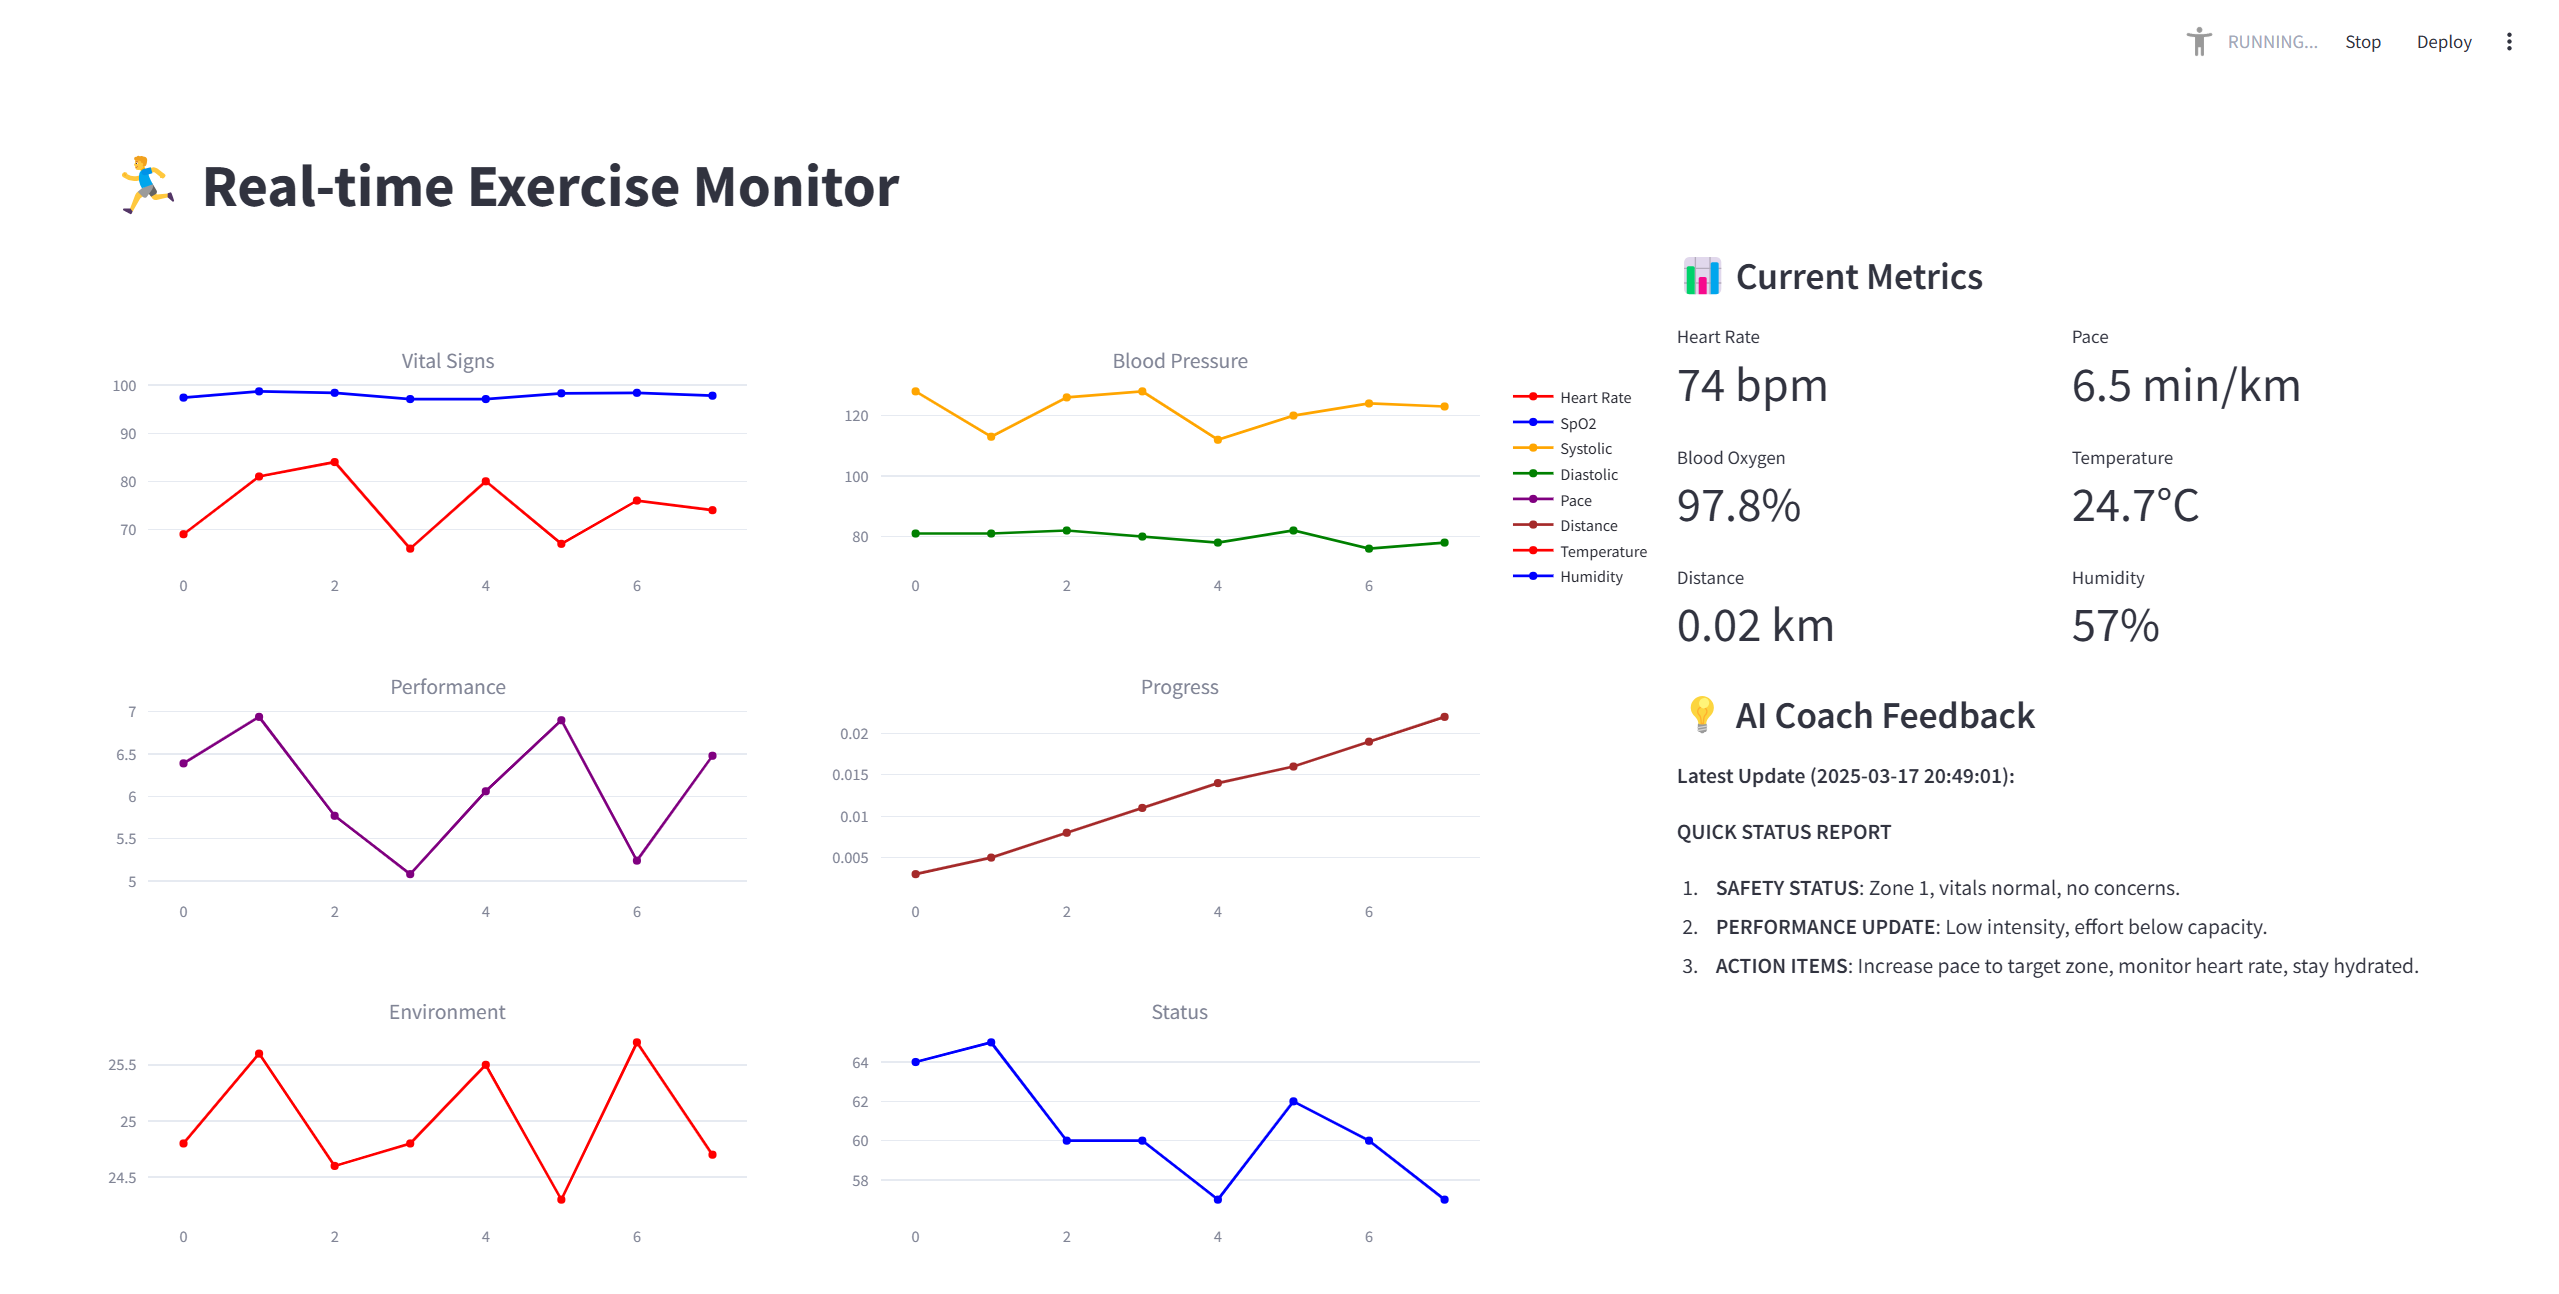 RUNNING...
Stop
Deploy
Real-time Exercise Monitor
Vital Signs
100
90
80
70
0 2 4 6
Blood Pressure
120
100
80
0 2 4 6
Heart Rate
SpO2
Systolic
Diastolic
Pace
Distance
Temperature
Humidity
Performance
7
6.5
6
5.5
5
0 2 4 6
Progress
0.02
0.015
0.01
0.005
0 2 4 6
Environment
25.5
25
24.5
0 2 4 6
Status
64
62
60
58
0 2 4 6
Current Metrics
Heart Rate
74 bpm
Pace
6.5 min/km
Blood Oxygen
97.8%
Temperature
24.7°C
Distance
0.02 km
Humidity
57%
AI Coach Feedback
Latest Update (2025-03-17 20:49:01):
QUICK STATUS REPORT
1. SAFETY STATUS: Zone 1, vitals normal, no concerns.
2. PERFORMANCE UPDATE: Low intensity, effort below capacity.
3. ACTION ITEMS: Increase pace to target zone, monitor heart rate, stay hydrated.